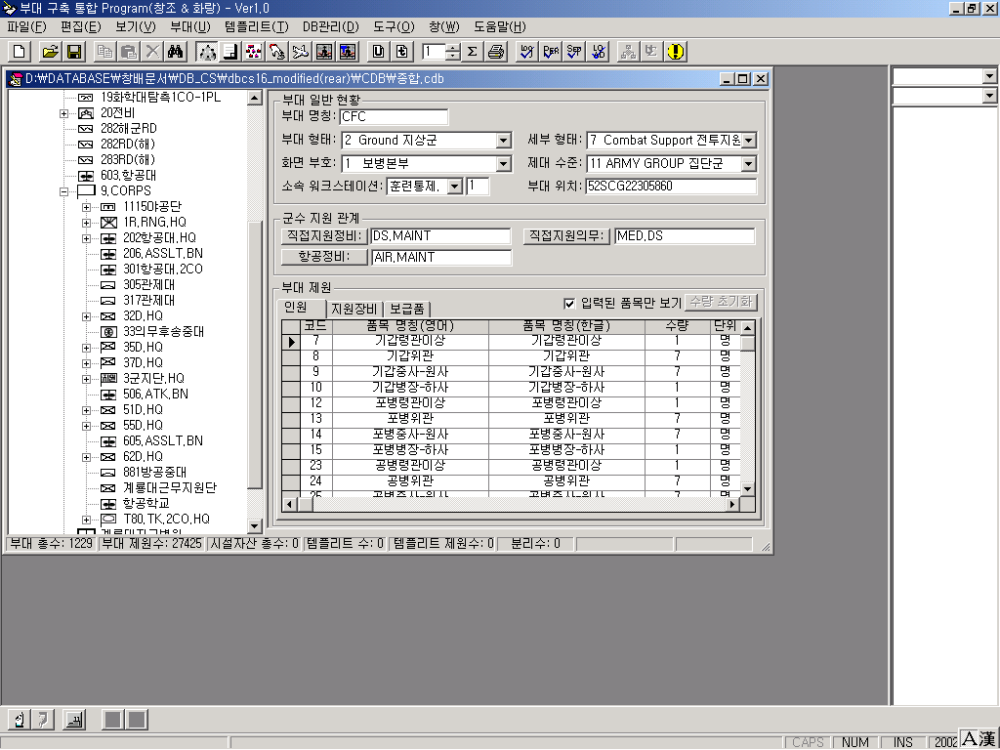 부대 구축 통합 Program(창조 & 화랑) - Ver1.0
파일(F) 편집(E) 보기(V) 부대(U) 템플리트(T) DB관리(D) 도구(O) 창(W) 도움말(H)
1
D:₩DATABASE₩창배문서₩DB_CS₩dbcs16_modified(rear)₩CDB₩종합.cdb
19화학대탐측1CO-1PL
20전비
282해군RD
282RD(해)
283RD(해)
603.항공대
9.CORPS
1115야공단
1R.RNG.HQ
202항공대.HQ
206.ASSLT.BN
301항공대.2CO
305관제대
317관제대
32D.HQ
33의무후송중대
35D.HQ
37D.HQ
3군지단.HQ
506.ATK.BN
51D.HQ
55D.HQ
605.ASSLT.BN
62D.HQ
881방공중대
계룡대근무지원단
항공학교
T80.TK.2CO.HQ
계룡대지구병원
부대 일반 현황
부대 명칭: CFC
부대 형태: 2 Ground 지상군 세부 형태: 7 Combat Support 전투지원
화면 부호: 1 보병본부 제대 수준: 11 ARMY GROUP 집단군
소속 워크스테이션: 훈련통제. 1 부대 위치: 52SCG22305860
군수 지원 관계
직접지원정비: DS.MAINT 직접지원의무: MED.DS
항공정비: AIR.MAINT
부대 제원
인원 지원장비 보급품 입력된 품목만 보기 수량 초기화
코드 품목 명칭(영어) 품목 명칭(한글) 수량 단위
7 기갑령관이상 기갑령관이상 1 명
8 기갑위관 기갑위관 7 명
9 기갑중사-원사 기갑중사-원사 7 명
10 기갑병장-하사 기갑병장-하사 1 명
12 포병령관이상 포병령관이상 1 명
13 포병위관 포병위관 7 명
14 포병중사-원사 포병중사-원사 7 명
15 포병병장-하사 포병병장-하사 1 명
23 공병령관이상 공병령관이상 1 명
24 공병위관 공병위관 7 명
25 공병중사-원사 공병중사-원사 7 명
부대 총수: 1229 부대 제원수: 27425 시설자산 총수: 0 템플리트 수: 0 템플리트 제원수: 0 분리수: 0
CAPS NUM INS 2002 A漢